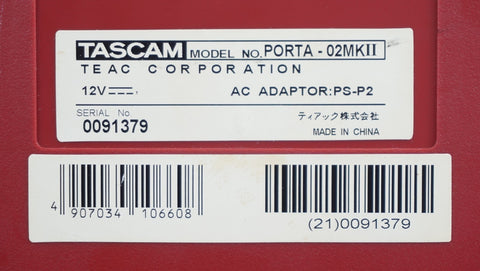 TASCAM MODEL NO. PORTA - 02MKII
TEAC CORPORATION
12V⎓ AC ADAPTOR:PS-P2
SERIAL No
0091379
ティアック株式会社
MADE IN CHINA
4 907034 106608
(21)0091379